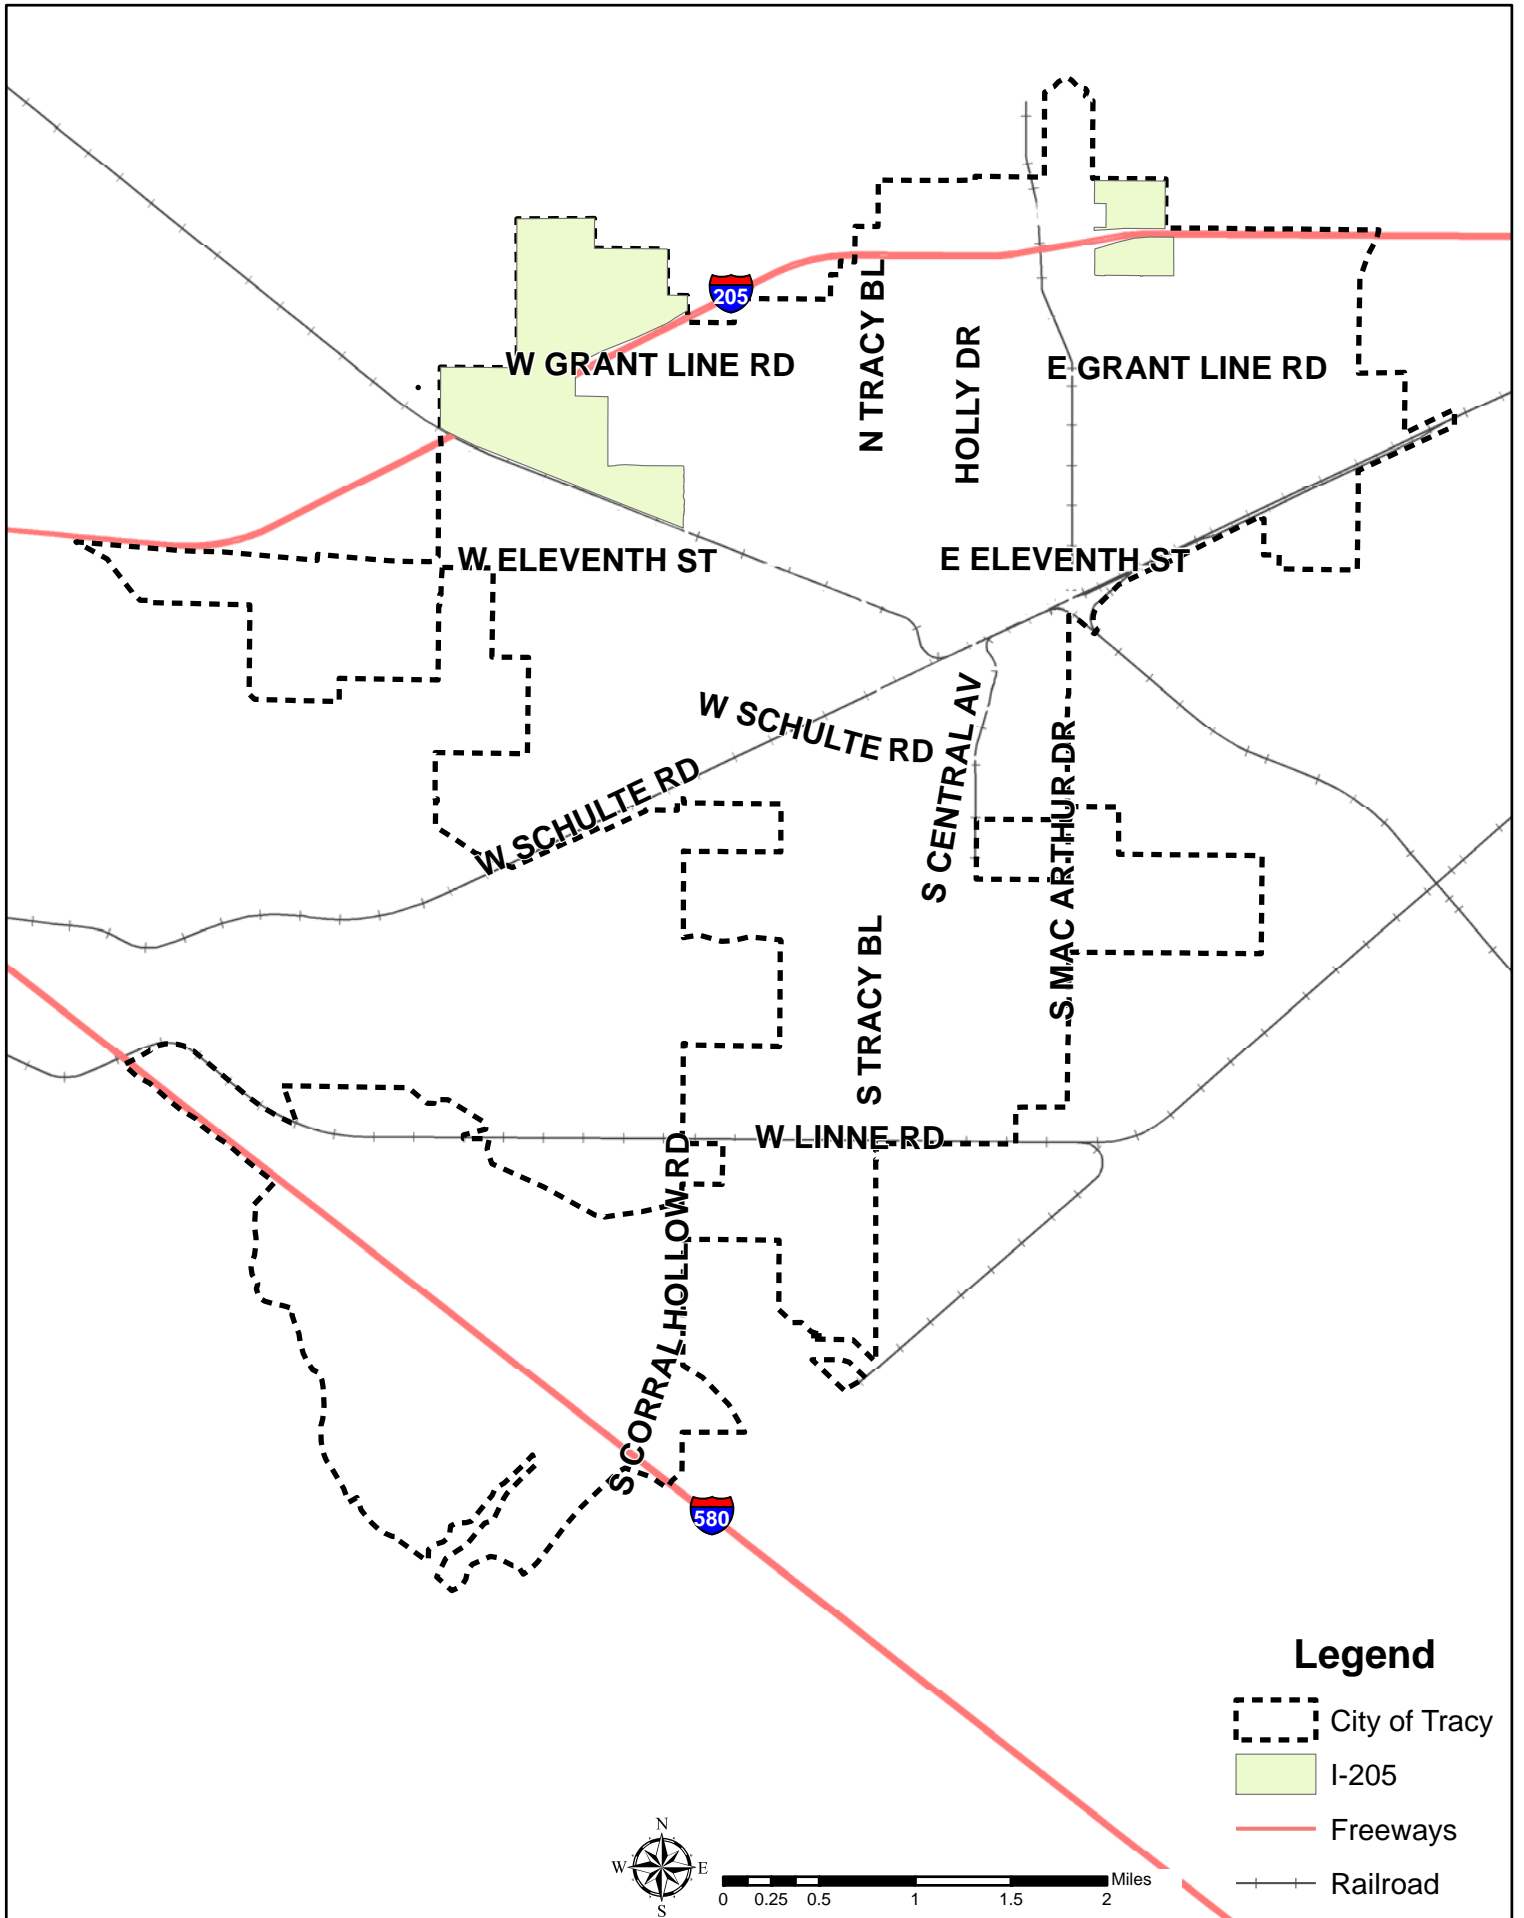 205
W GRANT LINE RD
N TRACY BL
HOLLY DR
E GRANT LINE RD
W ELEVENTH ST
E ELEVENTH ST
W SCHULTE RD
W SCHULTE RD
S CENTRAL AV
S MAC ARTHUR DR
S TRACY BL
W LINNE RD
S CORRAL HOLLOW RD
580
Legend
City of Tracy
I-205
Freeways
Railroad
N
W E
S
Miles
0 0.25 0.5 1 1.5 2